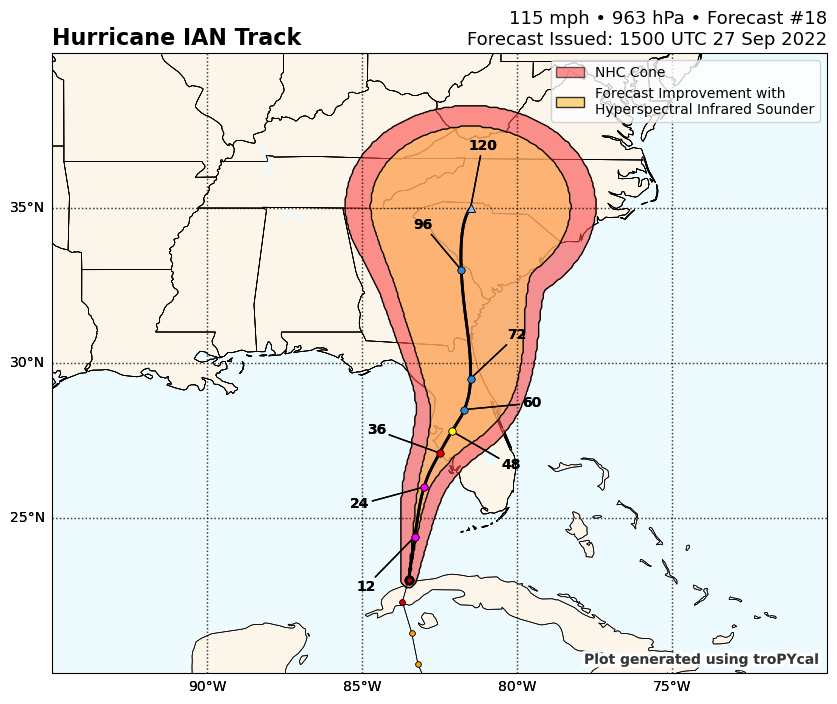 115 mph • 963 hPa • Forecast #18
Hurricane IAN Track
Forecast Issued: 1500 UTC 27 Sep 2022
NHC Cone
Forecast Improvement with
Hyperspectral Infrared Sounder
120
35°N
96
72
30°N
60
36
48
24
25°N
12
Plot generated using troPYcal
90°W 85°W 80°W 75°W